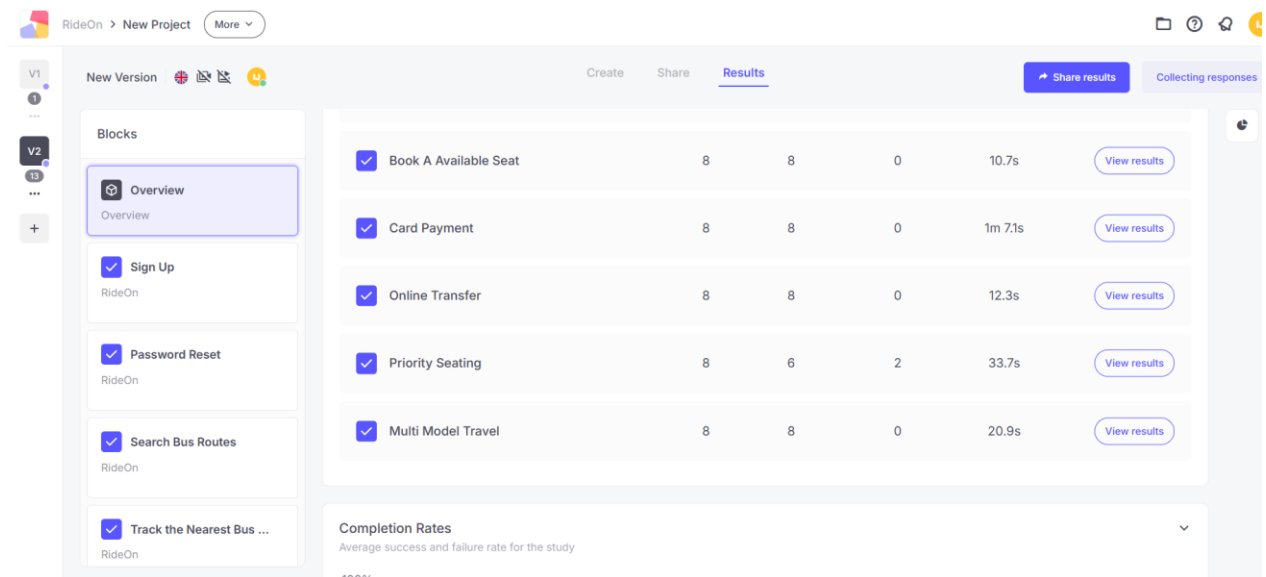 RideOn > New Project More
V1
1
...
V2
13
...
+
New Version
Create Share Results
Share results
Collecting responses
Blocks
Overview
Overview
Sign Up
RideOn
Password Reset
RideOn
Search Bus Routes
RideOn
Track the Nearest Bus ...
RideOn
Book A Available Seat 8 8 0 10.7s View results
Card Payment 8 8 0 1m 7.1s View results
Online Transfer 8 8 0 12.3s View results
Priority Seating 8 6 2 33.7s View results
Multi Model Travel 8 8 0 20.9s View results
Completion Rates
Average success and failure rate for the study
100%